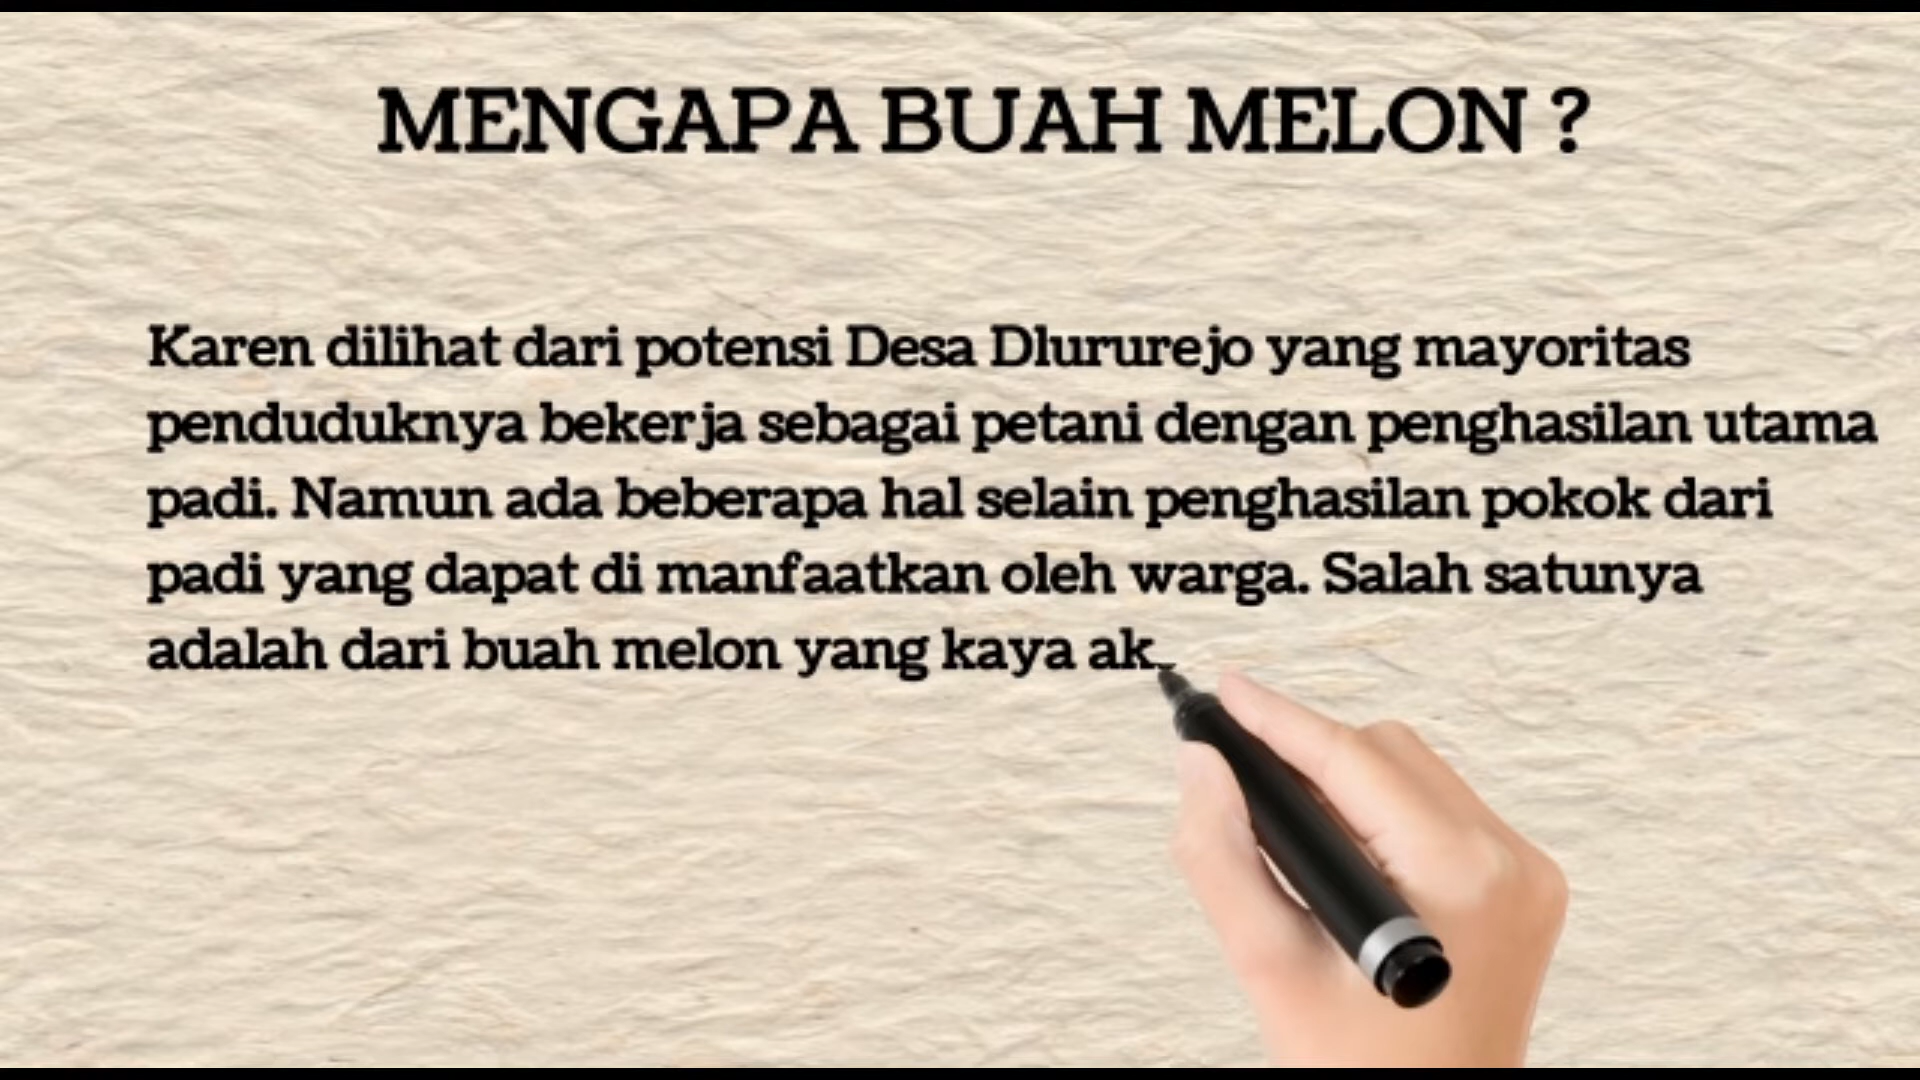 MENGAPA BUAH MELON ?
Karen dilihat dari potensi Desa Dlururejo yang mayoritas
penduduknya bekerja sebagai petani dengan penghasilan utama
padi. Namun ada beberapa hal selain penghasilan pokok dari
padi yang dapat di manfaatkan oleh warga. Salah satunya
adalah dari buah melon yang kaya ak